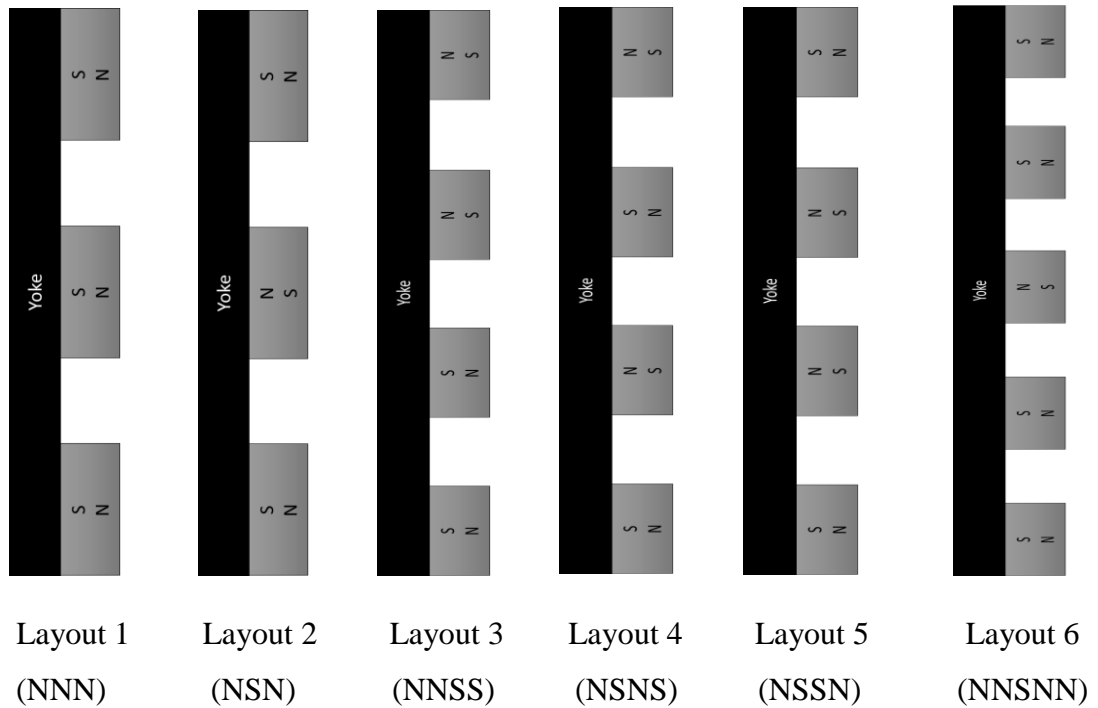 S N
Yoke
S N
S N
S N
Yoke
N S
S N
N S
N S
Yoke
S N
S N
N S
S N
Yoke
N S
S N
S N
N S
Yoke
N S
S N
S N
S N
Yoke
N S
S N
S N
Layout 1
(NNN)
Layout 2
(NSN)
Layout 3
(NNSS)
Layout 4
(NSNS)
Layout 5
(NSSN)
Layout 6
(NNSNN)